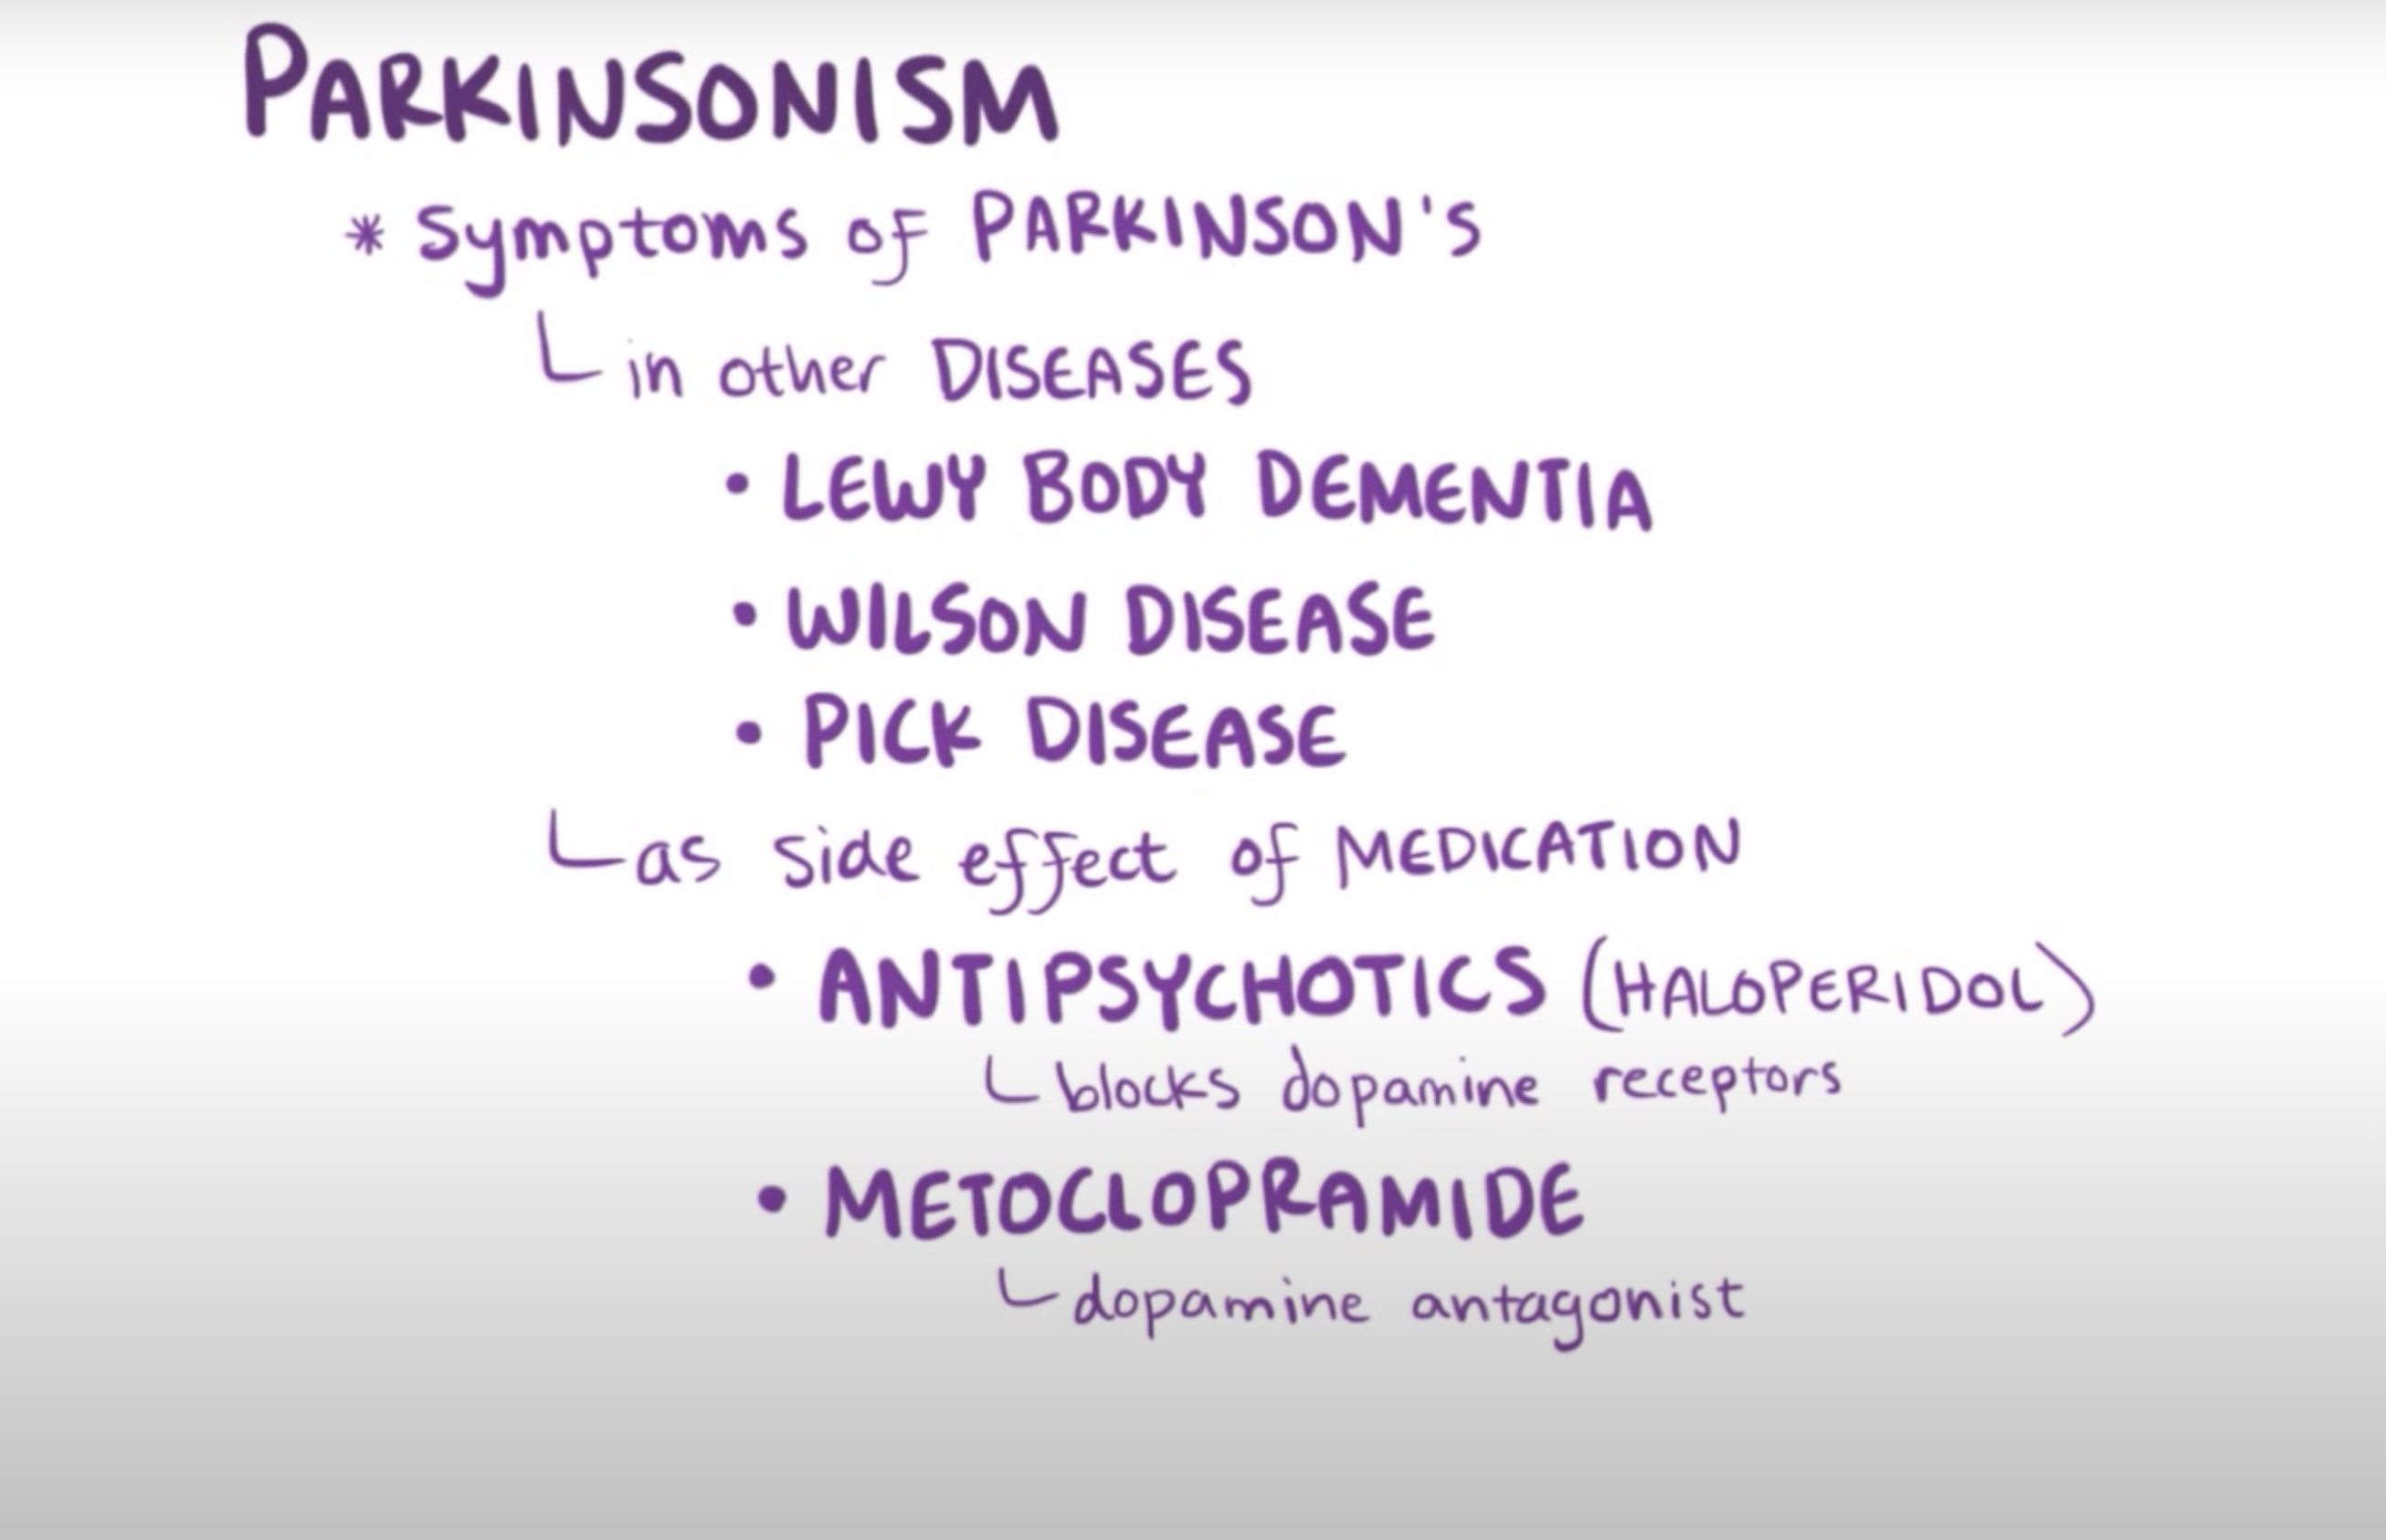 PARKINSONISM
* symptoms of PARKINSON's
in other DISEASES
• LEWY BODY DEMENTIA
• WILSON DISEASE
• PICK DISEASE
as side effect of MEDICATION
• ANTIPSYCHOTICS (HALOPERIDOL)
blocks dopamine receptors
• METOCLOPRAMIDE
dopamine antagonist